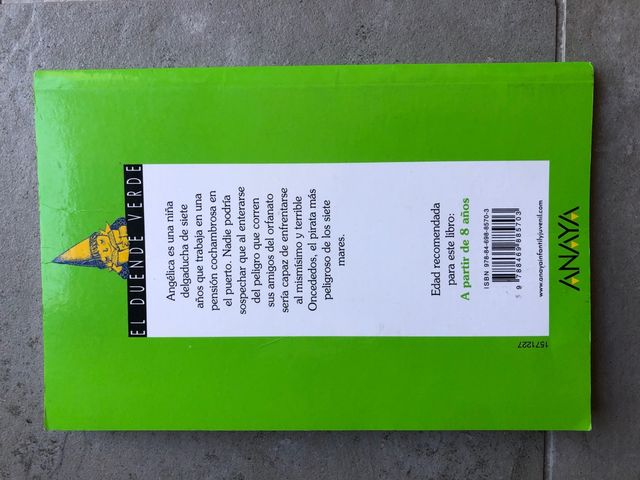 EL DUENDE VERDE
Angélica es una niña
delgaducha de siete
años que trabaja en una
pensión cochambrosa en
el puerto. Nadie podría
sospechar que al enterarse
del peligro que corren
sus amigos del orfanato
sería capaz de enfrentarse
al mismísimo y terrible
Oncededos, el pirata más
peligroso de los siete
mares.
Edad recomendada
para este libro:
A partir de 8 años
ISBN 978-84-698-8570-3
9 788469 885703
www.anayainfantilyjuvenil.com
ANAYA
1571227